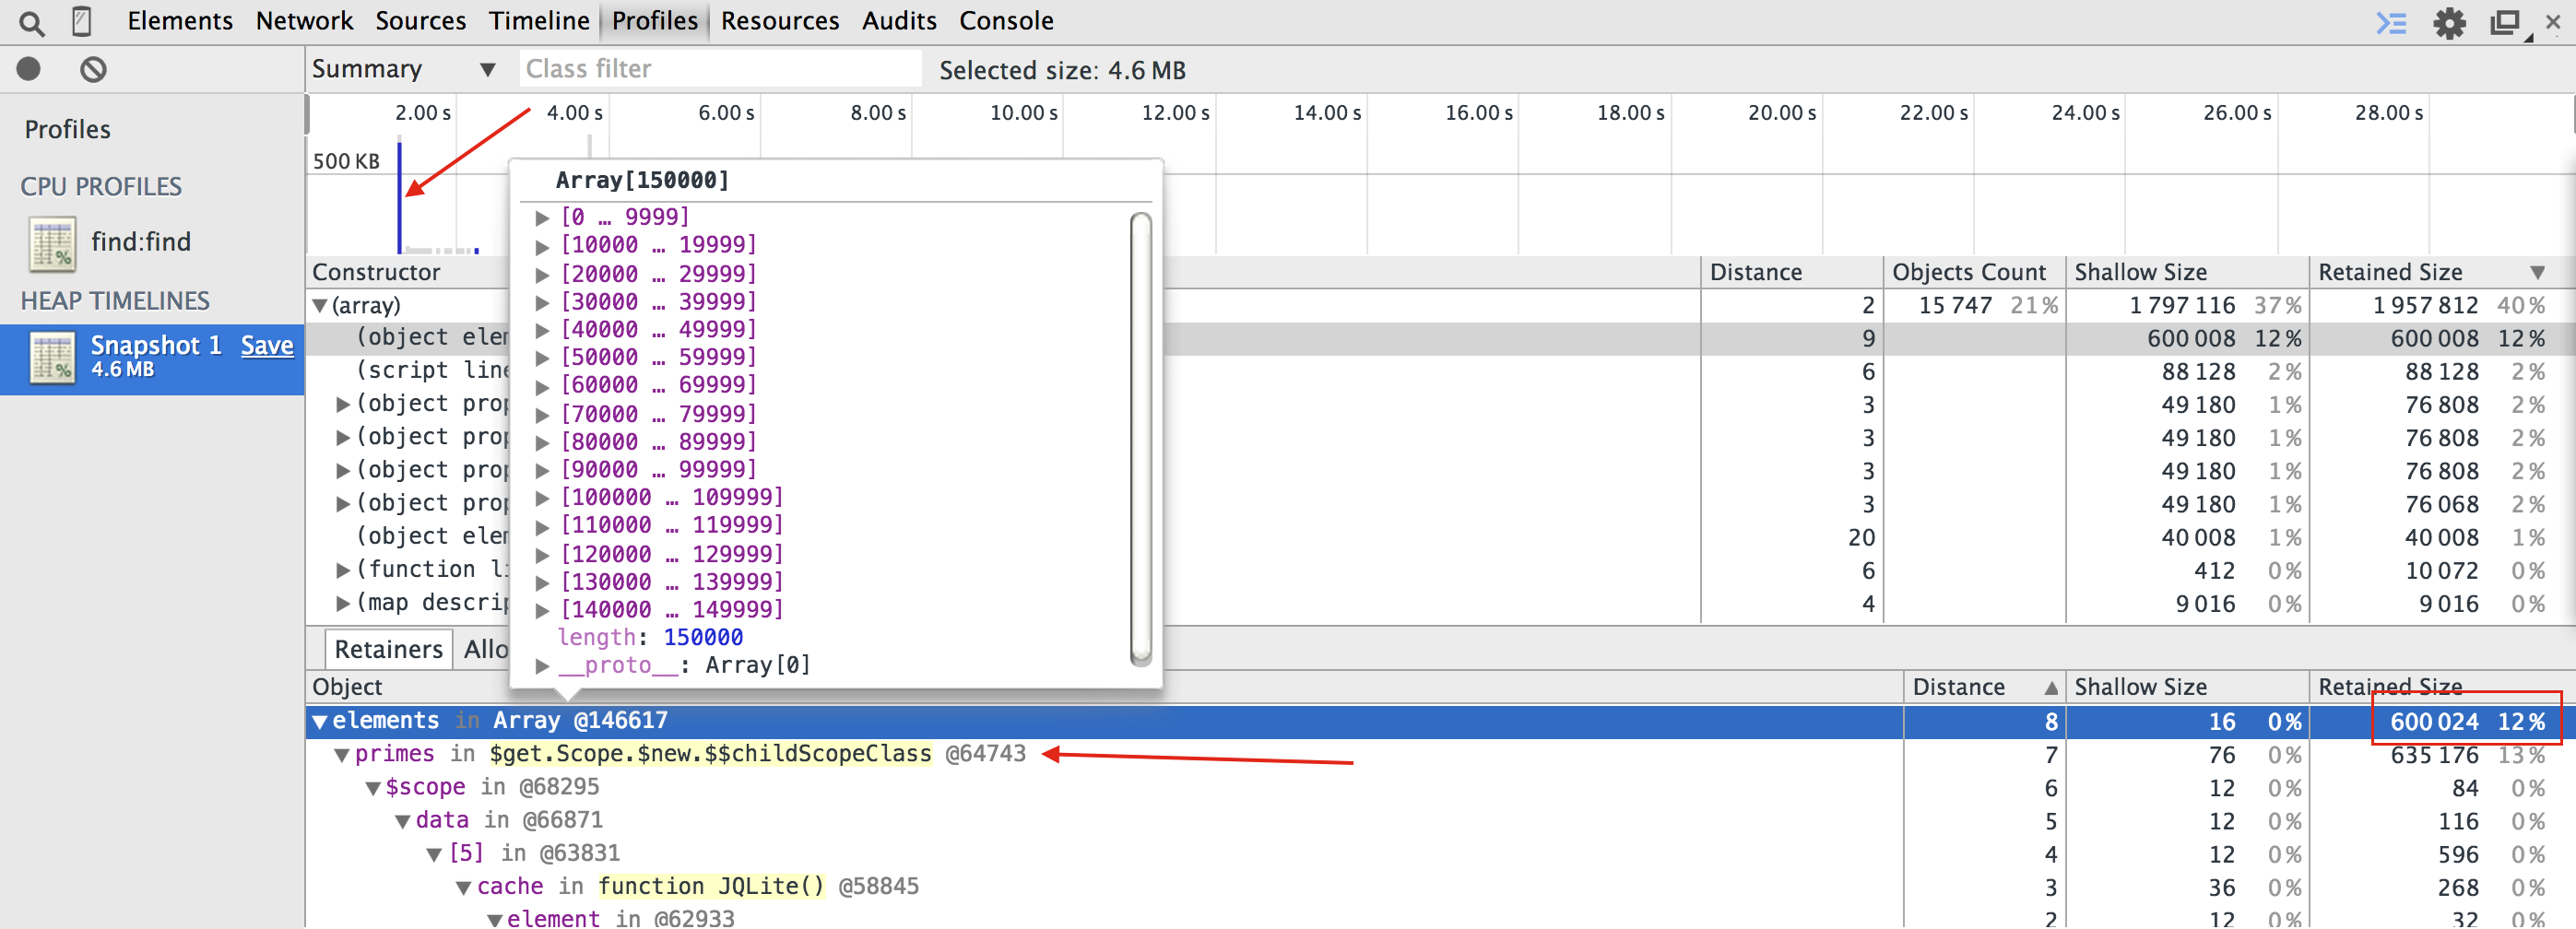 Elements Network Sources Timeline Profiles Resources Audits Console
Summary ▼ Class filter Selected size: 4.6 MB
Profiles
CPU PROFILES
find:find
HEAP TIMELINES
Snapshot 1 Save
4.6 MB
2.00 s 4.00 s 6.00 s 8.00 s 10.00 s 12.00 s 14.00 s 16.00 s 18.00 s 20.00 s 22.00 s 24.00 s 26.00 s 28.00 s
500 KB
Array[150000]
[0 … 9999]
[10000 … 19999]
[20000 … 29999]
[30000 … 39999]
[40000 … 49999]
[50000 … 59999]
[60000 … 69999]
[70000 … 79999]
[80000 … 89999]
[90000 … 99999]
[100000 … 109999]
[110000 … 119999]
[120000 … 129999]
[130000 … 139999]
[140000 … 149999]
length: 150000
__proto__: Array[0]
Constructor Distance Objects Count Shallow Size Retained Size ▼
▼(array) 2 15 747 21% 1 797 116 37% 1 957 812 40%
(object elem 9 600 008 12% 600 008 12%
(script line 6 88 128 2% 88 128 2%
▶(object prop 3 49 180 1% 76 808 2%
▶(object prop 3 49 180 1% 76 808 2%
▶(object prop 3 49 180 1% 76 808 2%
▶(object prop 3 49 180 1% 76 068 2%
(object elem 20 40 008 1% 40 008 1%
▶(function li 6 412 0% 10 072 0%
▶(map descrip 4 9 016 0% 9 016 0%
Retainers Allo
Object Distance ▲ Shallow Size Retained Size
▼elements in Array @146617 8 16 0% 600 024 12%
▼primes in $get.Scope.$new.$$childScopeClass @64743 7 76 0% 635 176 13%
▼$scope in @68295 6 12 0% 84 0%
▼data in @66871 5 12 0% 116 0%
▼[5] in @63831 4 12 0% 596 0%
▼cache in function JQLite() @58845 3 36 0% 268 0%
▼element in @62933 2 12 0% 32 0%